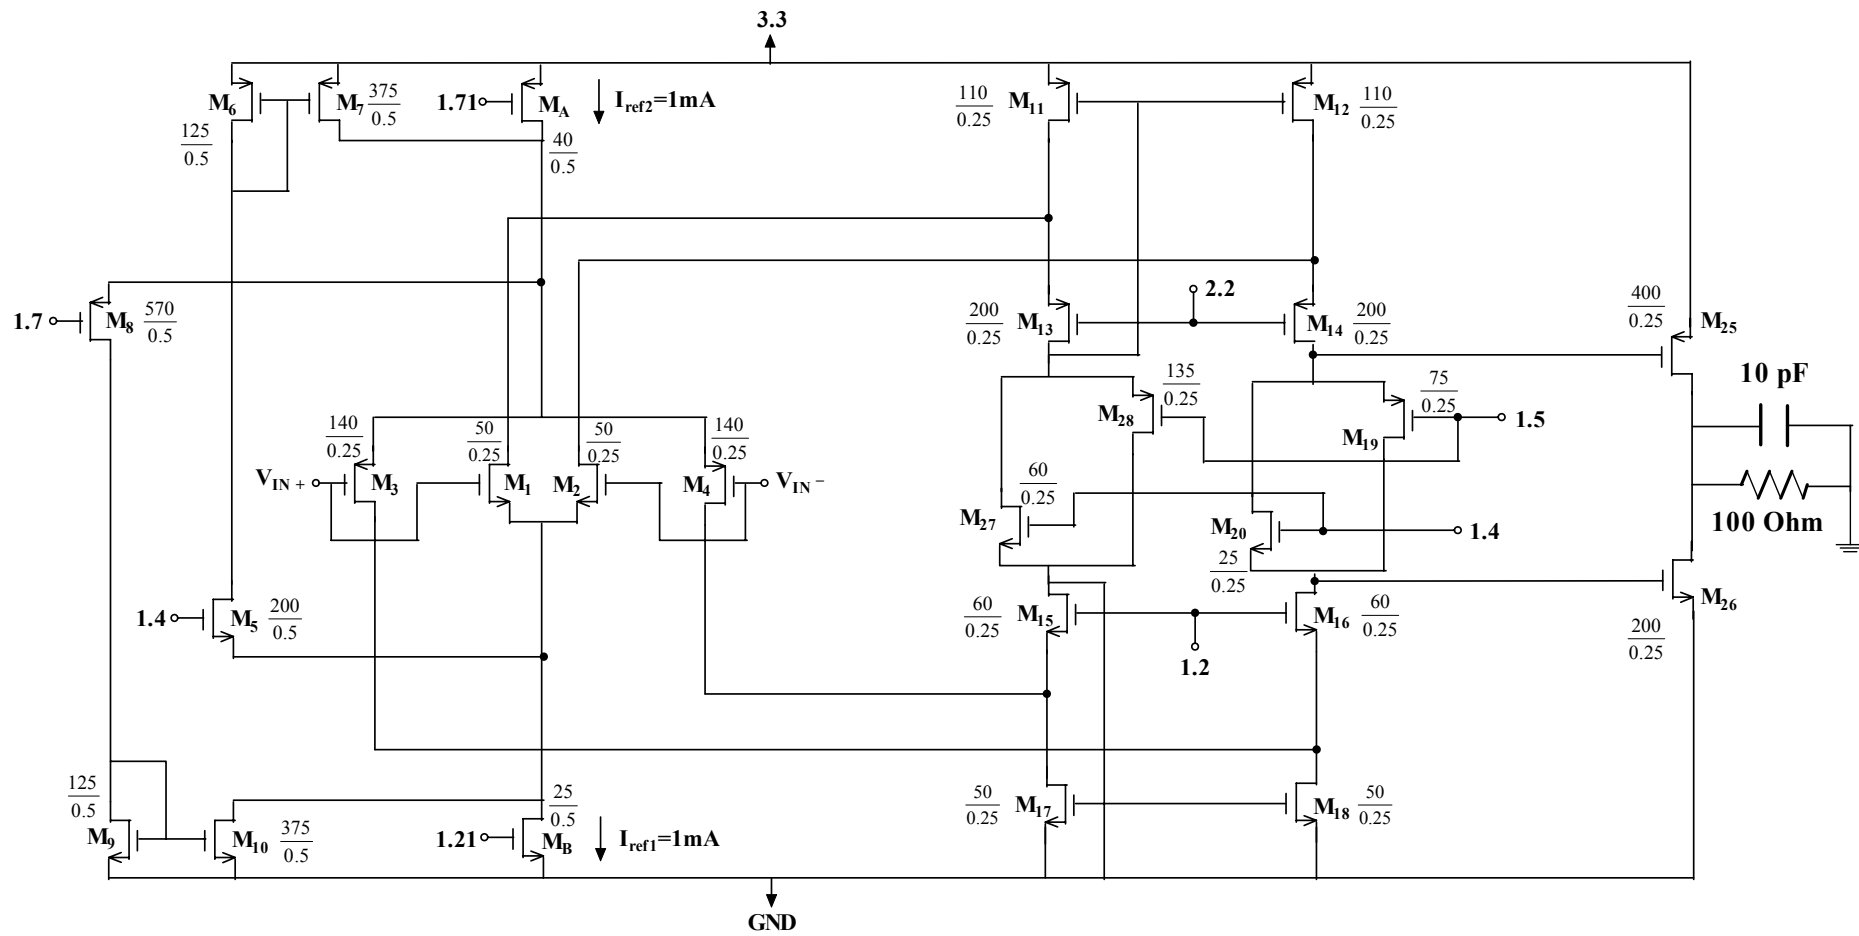 3.3
M6
125
0.5
M7
375
0.5
1.71
MA
40
0.5
Iref2=1mA
110
0.25
M11
M12
110
0.25
2.2
200
0.25
M13
M14
200
0.25
400
0.25
M25
1.7
M8
570
0.5
10 pF
135
0.25
M28
75
0.25
M19
1.5
140
0.25
50
0.25
50
0.25
140
0.25
VIN +
M3
M1
M2
M4
VIN −
60
0.25
M27
M20
25
0.25
1.4
100 Ohm
1.4
M5
200
0.5
60
0.25
M15
M16
60
0.25
M26
200
0.25
1.2
125
0.5
M9
M10
375
0.5
25
0.5
1.21
MB
Iref1=1mA
50
0.25
M17
M18
50
0.25
GND